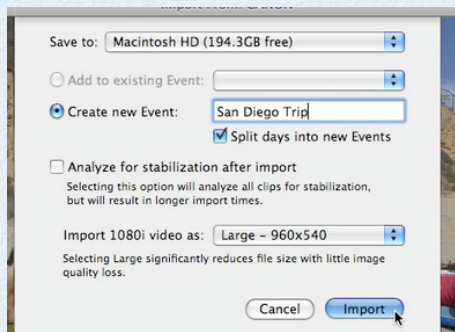 Import From: CANON
Save to: Macintosh HD (194.3GB free)
Add to existing Event:
Create new Event: San Diego Trip
Split days into new Events
Analyze for stabilization after import
Selecting this option will analyze all clips for stabilization,
but will result in longer import times.
Import 1080i video as: Large - 960x540
Selecting Large significantly reduces file size with little image
quality loss.
Cancel Import